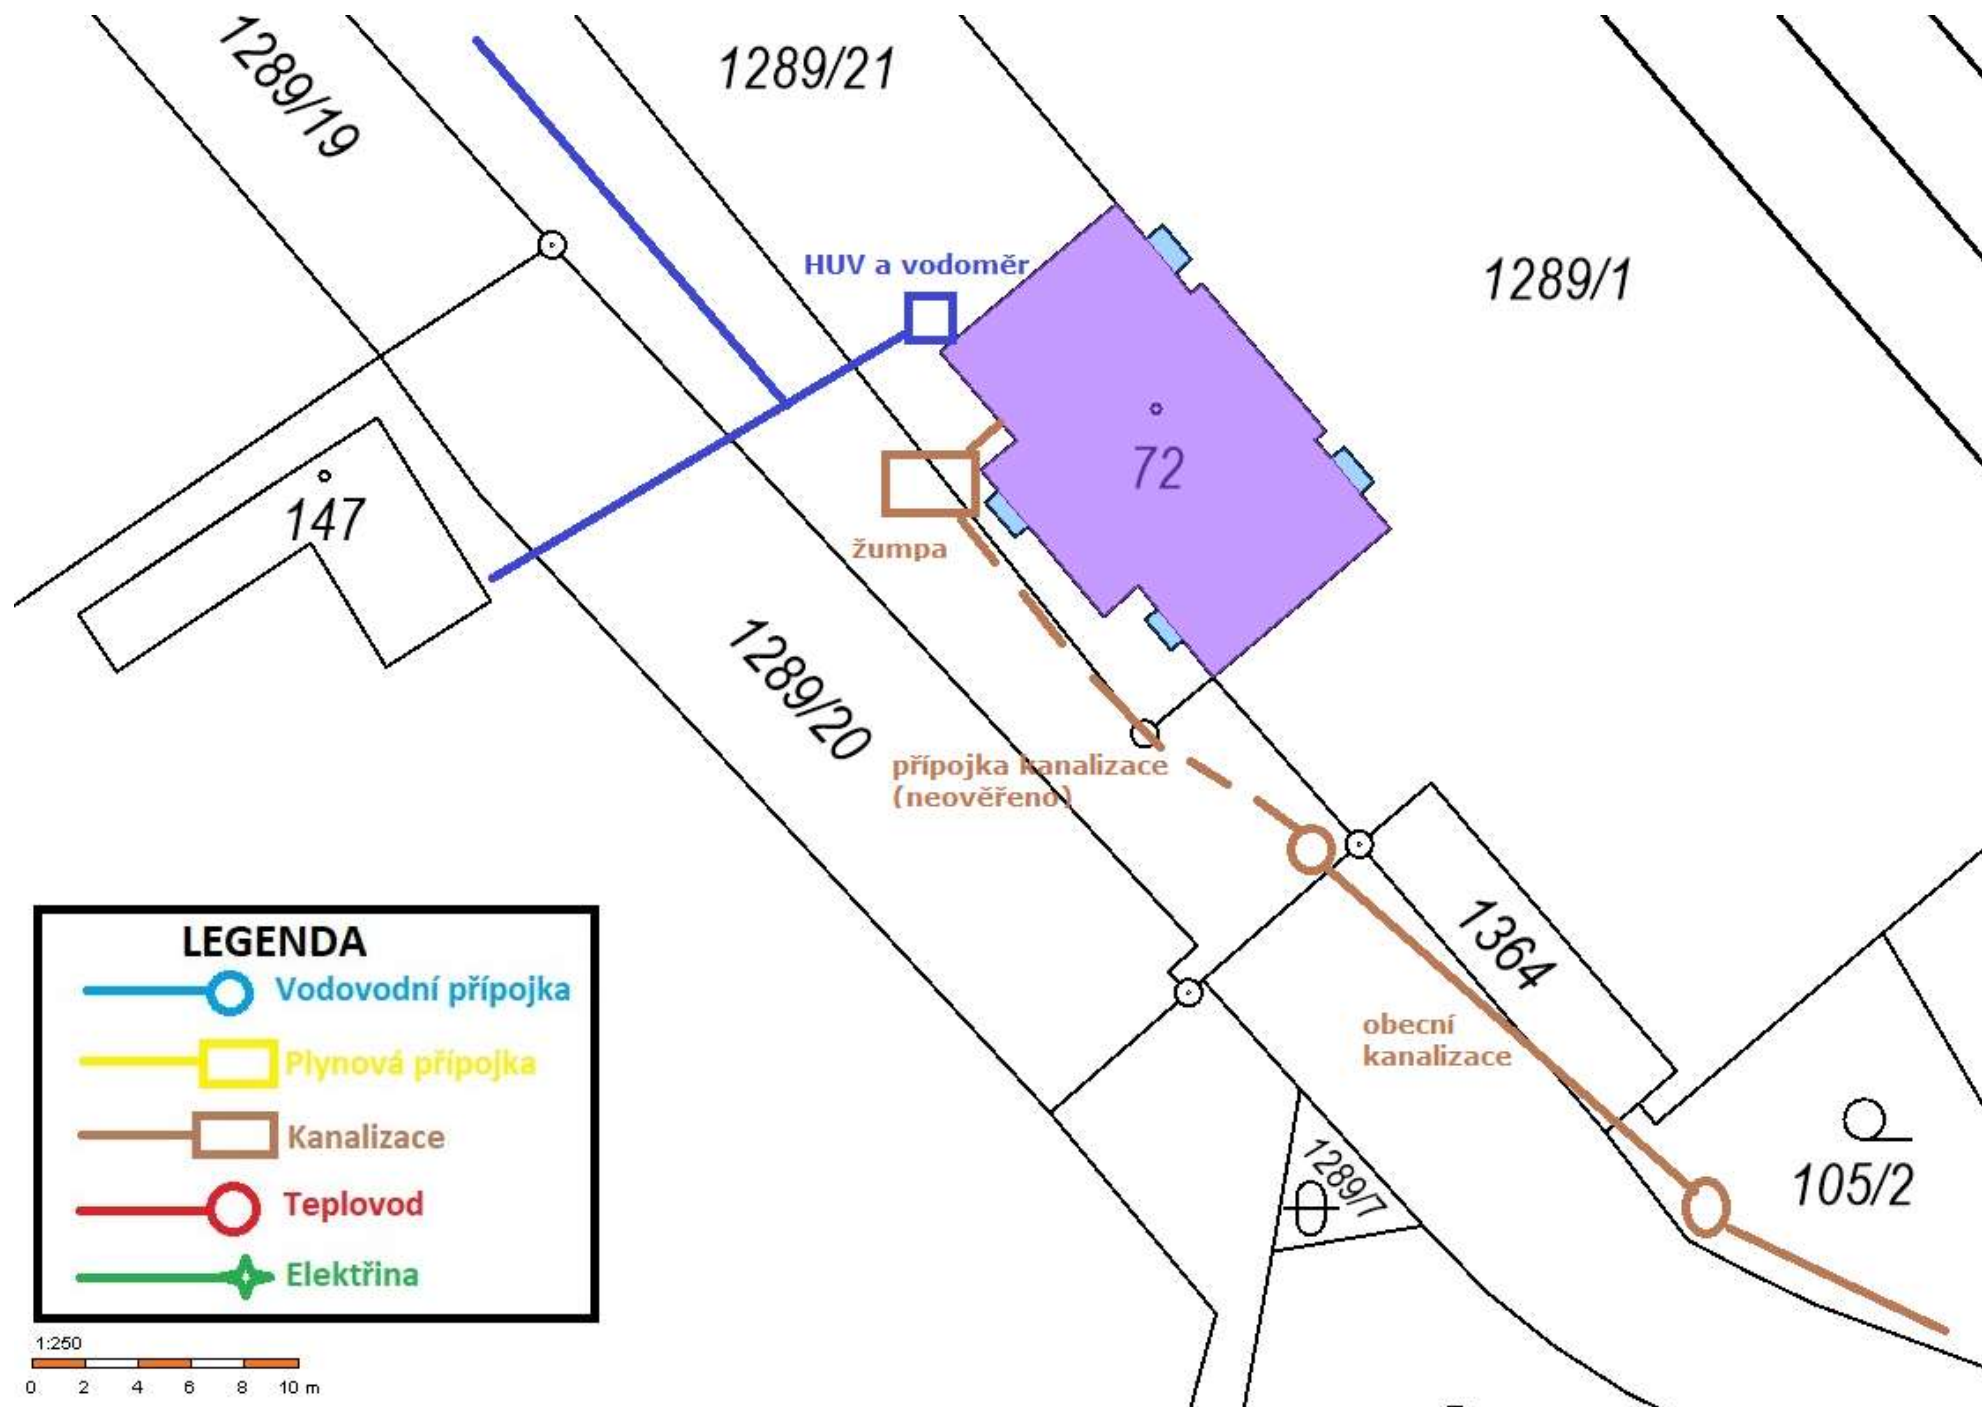 1289/19
1289/21
HUV a vodoměr
1289/1
72
147
žumpa
1289/20
přípojka kanalizace
(neověřeno)
1364
obecní
kanalizace
1289/7
105/2
LEGENDA
Vodovodní přípojka
Plynová přípojka
Kanalizace
Teplovod
Elektřina
1:250
0 2 4 6 8 10 m